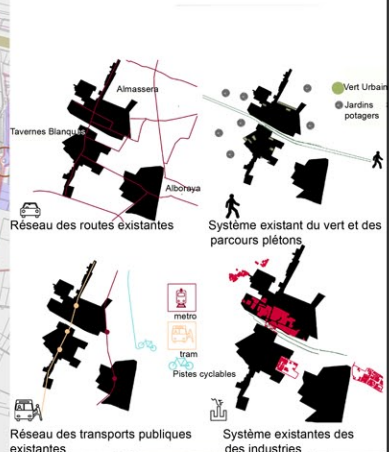 Almassera
Tavernes Blanques
Alboraya
Réseau des routes existantes
Vert Urbain
Jardins
potagers
Système existant du vert et des
parcours plétons
metro
tram
Pistes cyclables
Réseau des transports publiques
existantes
Système existantes des
des industries